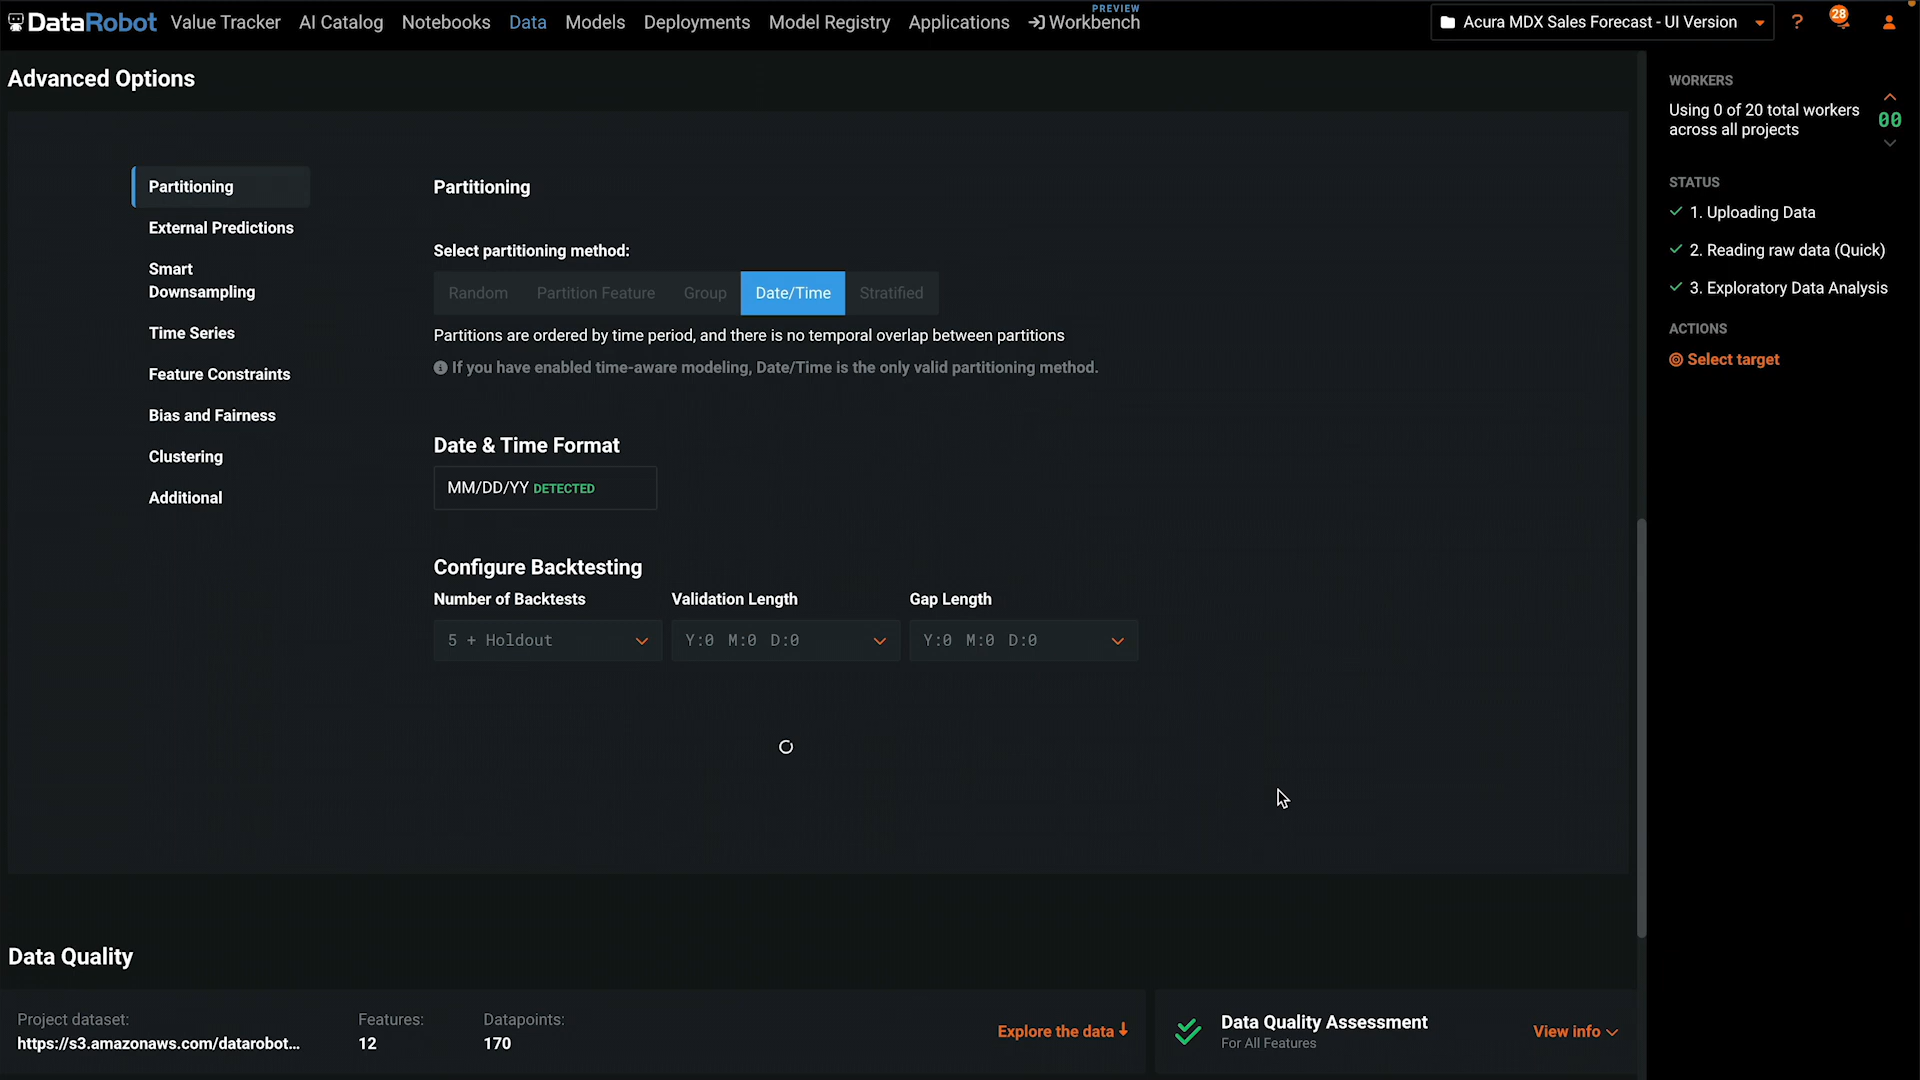 DataRobot
Value Tracker
AI Catalog
Notebooks
Data
Models
Deployments
Model Registry
Applications
PREVIEW
Workbench
Acura MDX Sales Forecast - UI Version
?
28
Advanced Options
Partitioning
External Predictions
Smart
Downsampling
Time Series
Feature Constraints
Bias and Fairness
Clustering
Additional
Partitioning
Select partitioning method:
Random
Partition Feature
Group
Date/Time
Stratified
Partitions are ordered by time period, and there is no temporal overlap between partitions
If you have enabled time-aware modeling, Date/Time is the only valid partitioning method.
Date & Time Format
MM/DD/YY DETECTED
Configure Backtesting
Number of Backtests
Validation Length
Gap Length
5 + Holdout
Y:0 M:0 D:0
Y:0 M:0 D:0
WORKERS
Using 0 of 20 total workers
across all projects
00
STATUS
1. Uploading Data
2. Reading raw data (Quick)
3. Exploratory Data Analysis
ACTIONS
Select target
Data Quality
Project dataset:
https://s3.amazonaws.com/datarobot...
Features:
12
Datapoints:
170
Explore the data
Data Quality Assessment
For All Features
View info